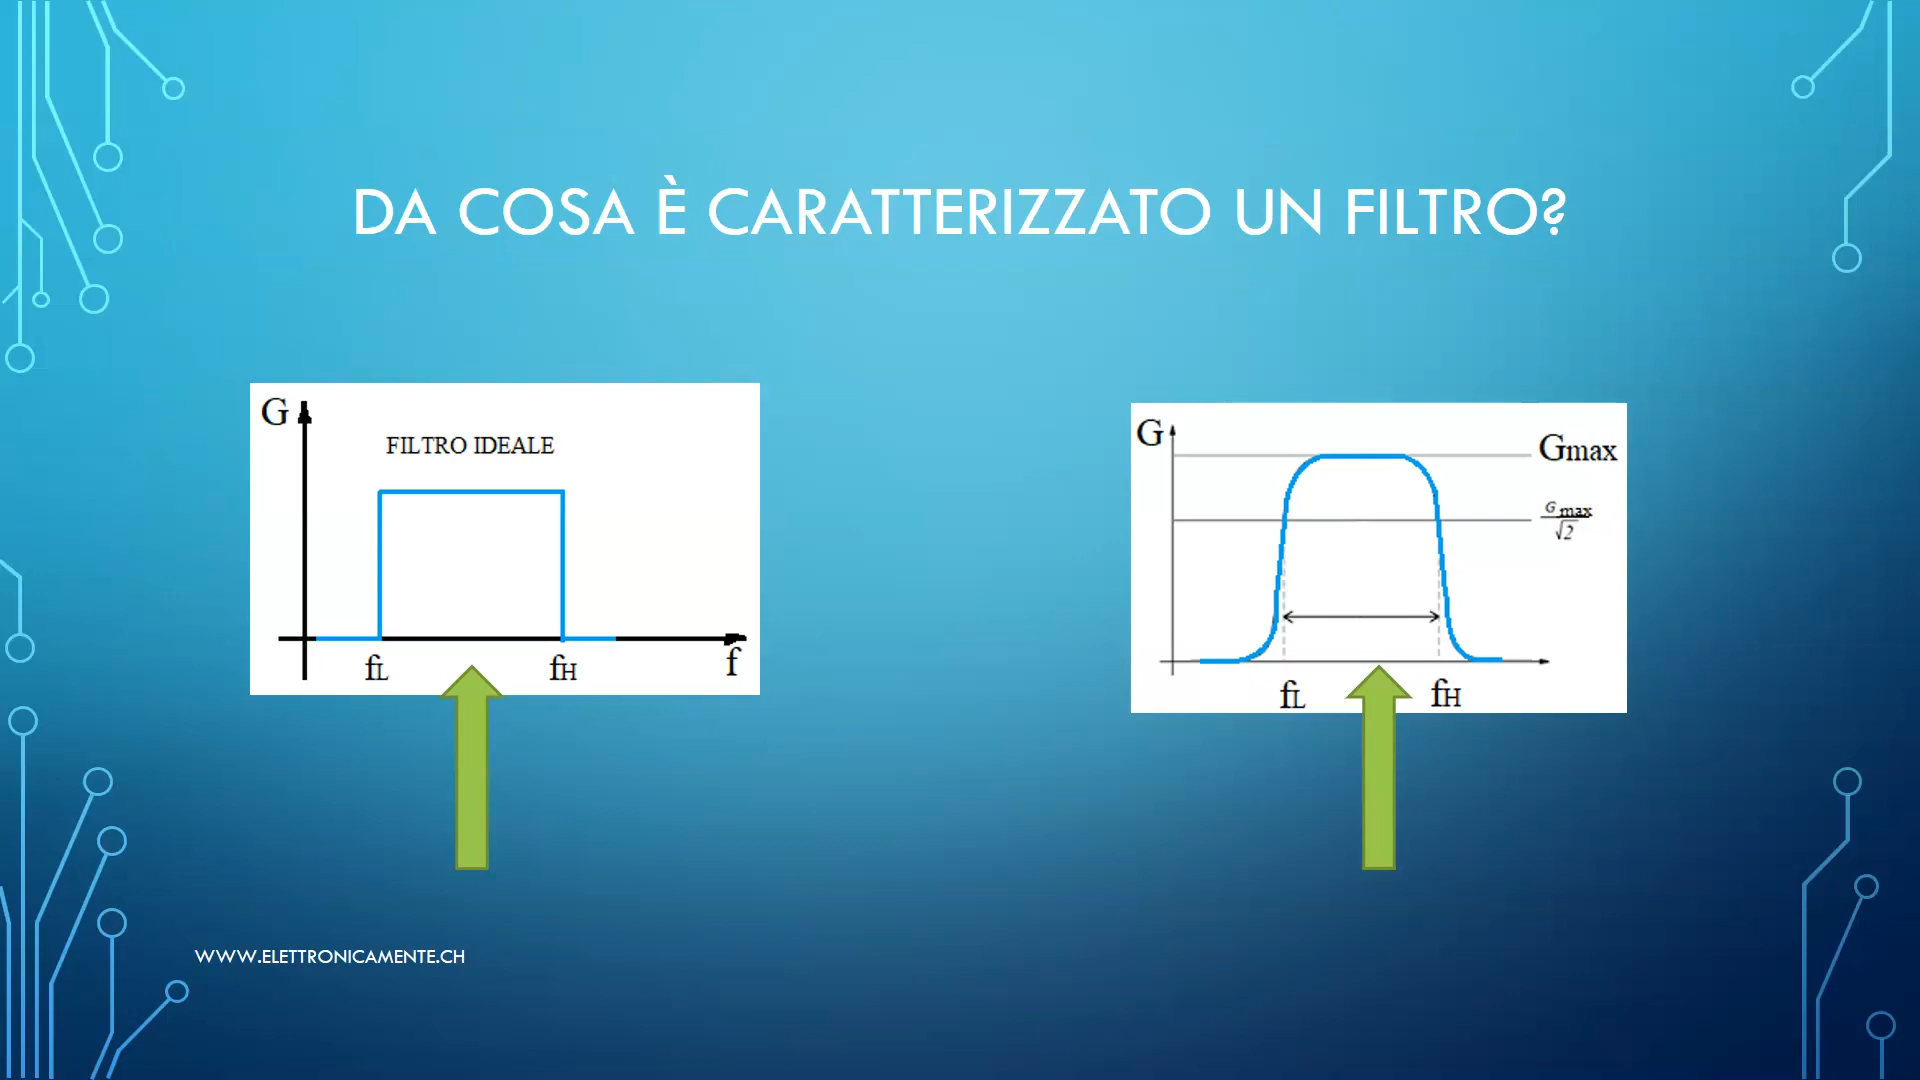 DA COSA È CARATTERIZZATO UN FILTRO?
G
FILTRO IDEALE
fL
fH
f
G
Gmax
G max
√2
fL
fH
WWW.ELETTRONICAMENTE.CH